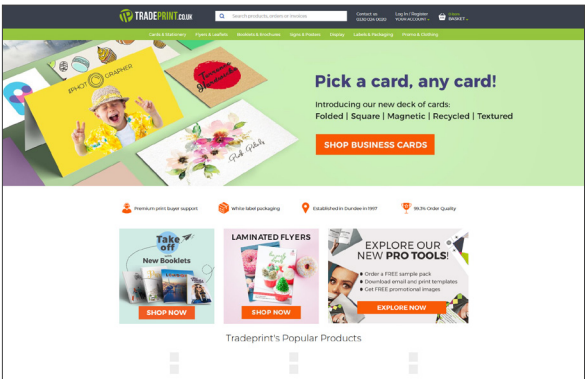 TRADEPRINT.CO.UK
Search products, orders or invoices
Contact us
Log In | Register
YOUR ACCOUNT
BASKET
Cards & Stationery
Flyers & Leaflets
Booklets & Brochures
Signs & Posters
Display
Labels & Packaging
Promo & Clothing
#PHOT GRAPHER
Pick a card, any card!
Introducing our new deck of cards:
Folded | Square | Magnetic | Recycled | Textured
SHOP BUSINESS CARDS
Premium print buyer support
White-label packaging
Established in Dundee in 1997
99.3% Order Quality
Take
off
with
New Booklets
SHOP NOW
LAMINATED FLYERS
SHOP NOW
EXPLORE OUR
NEW PRO TOOLS!
Order a FREE sample pack
Download email and print templates
Get FREE promotional images
EXPLORE NOW
Tradeprint's Popular Products